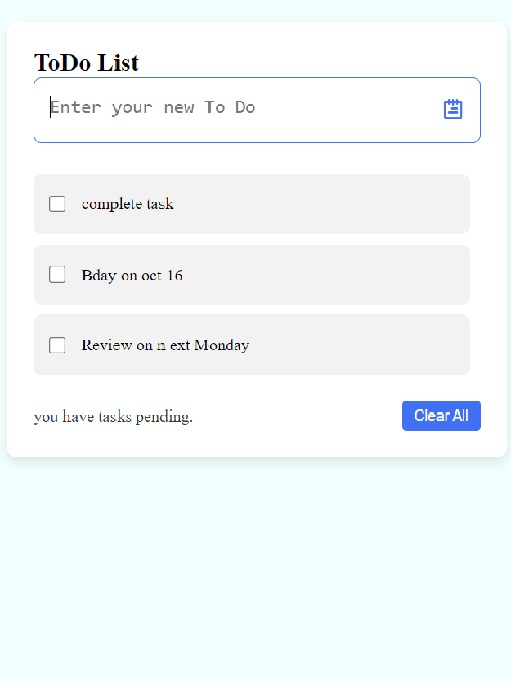 ToDo List
Enter your new To Do
complete task
Bday on oct 16
Review on n ext Monday
you have tasks pending.
Clear All